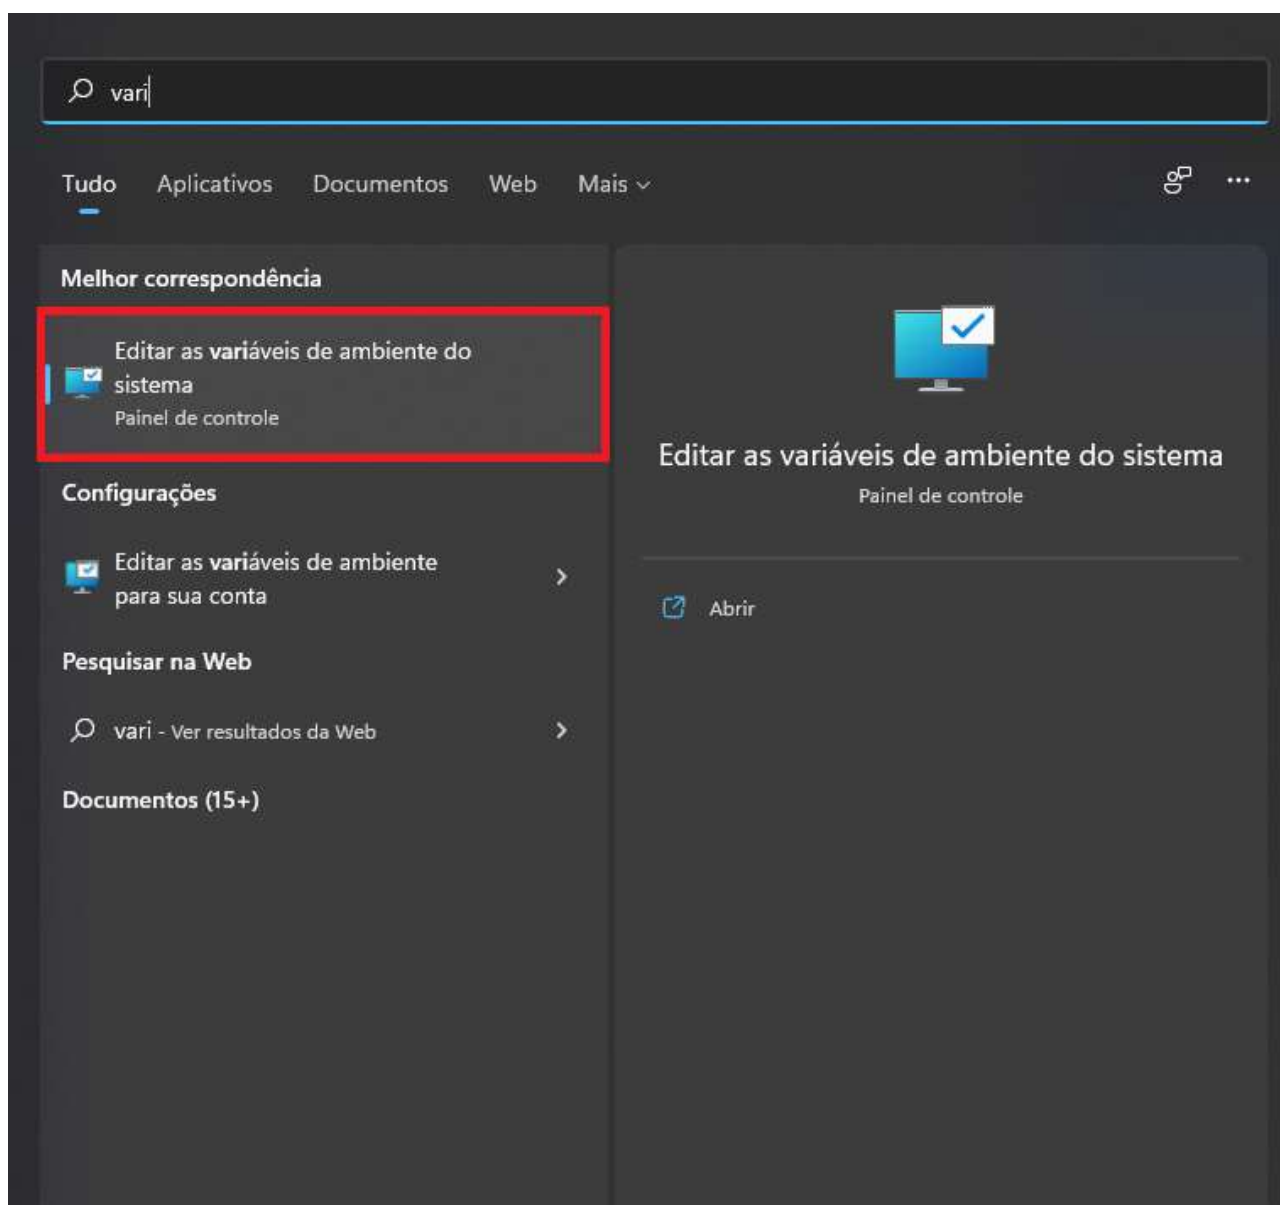 vari
Tudo Aplicativos Documentos Web Mais
Melhor correspondência
Editar as variáveis de ambiente do
sistema
Painel de controle
Configurações
Editar as variáveis de ambiente
para sua conta
Pesquisar na Web
vari - Ver resultados da Web
Documentos (15+)
Editar as variáveis de ambiente do sistema
Painel de controle
Abrir